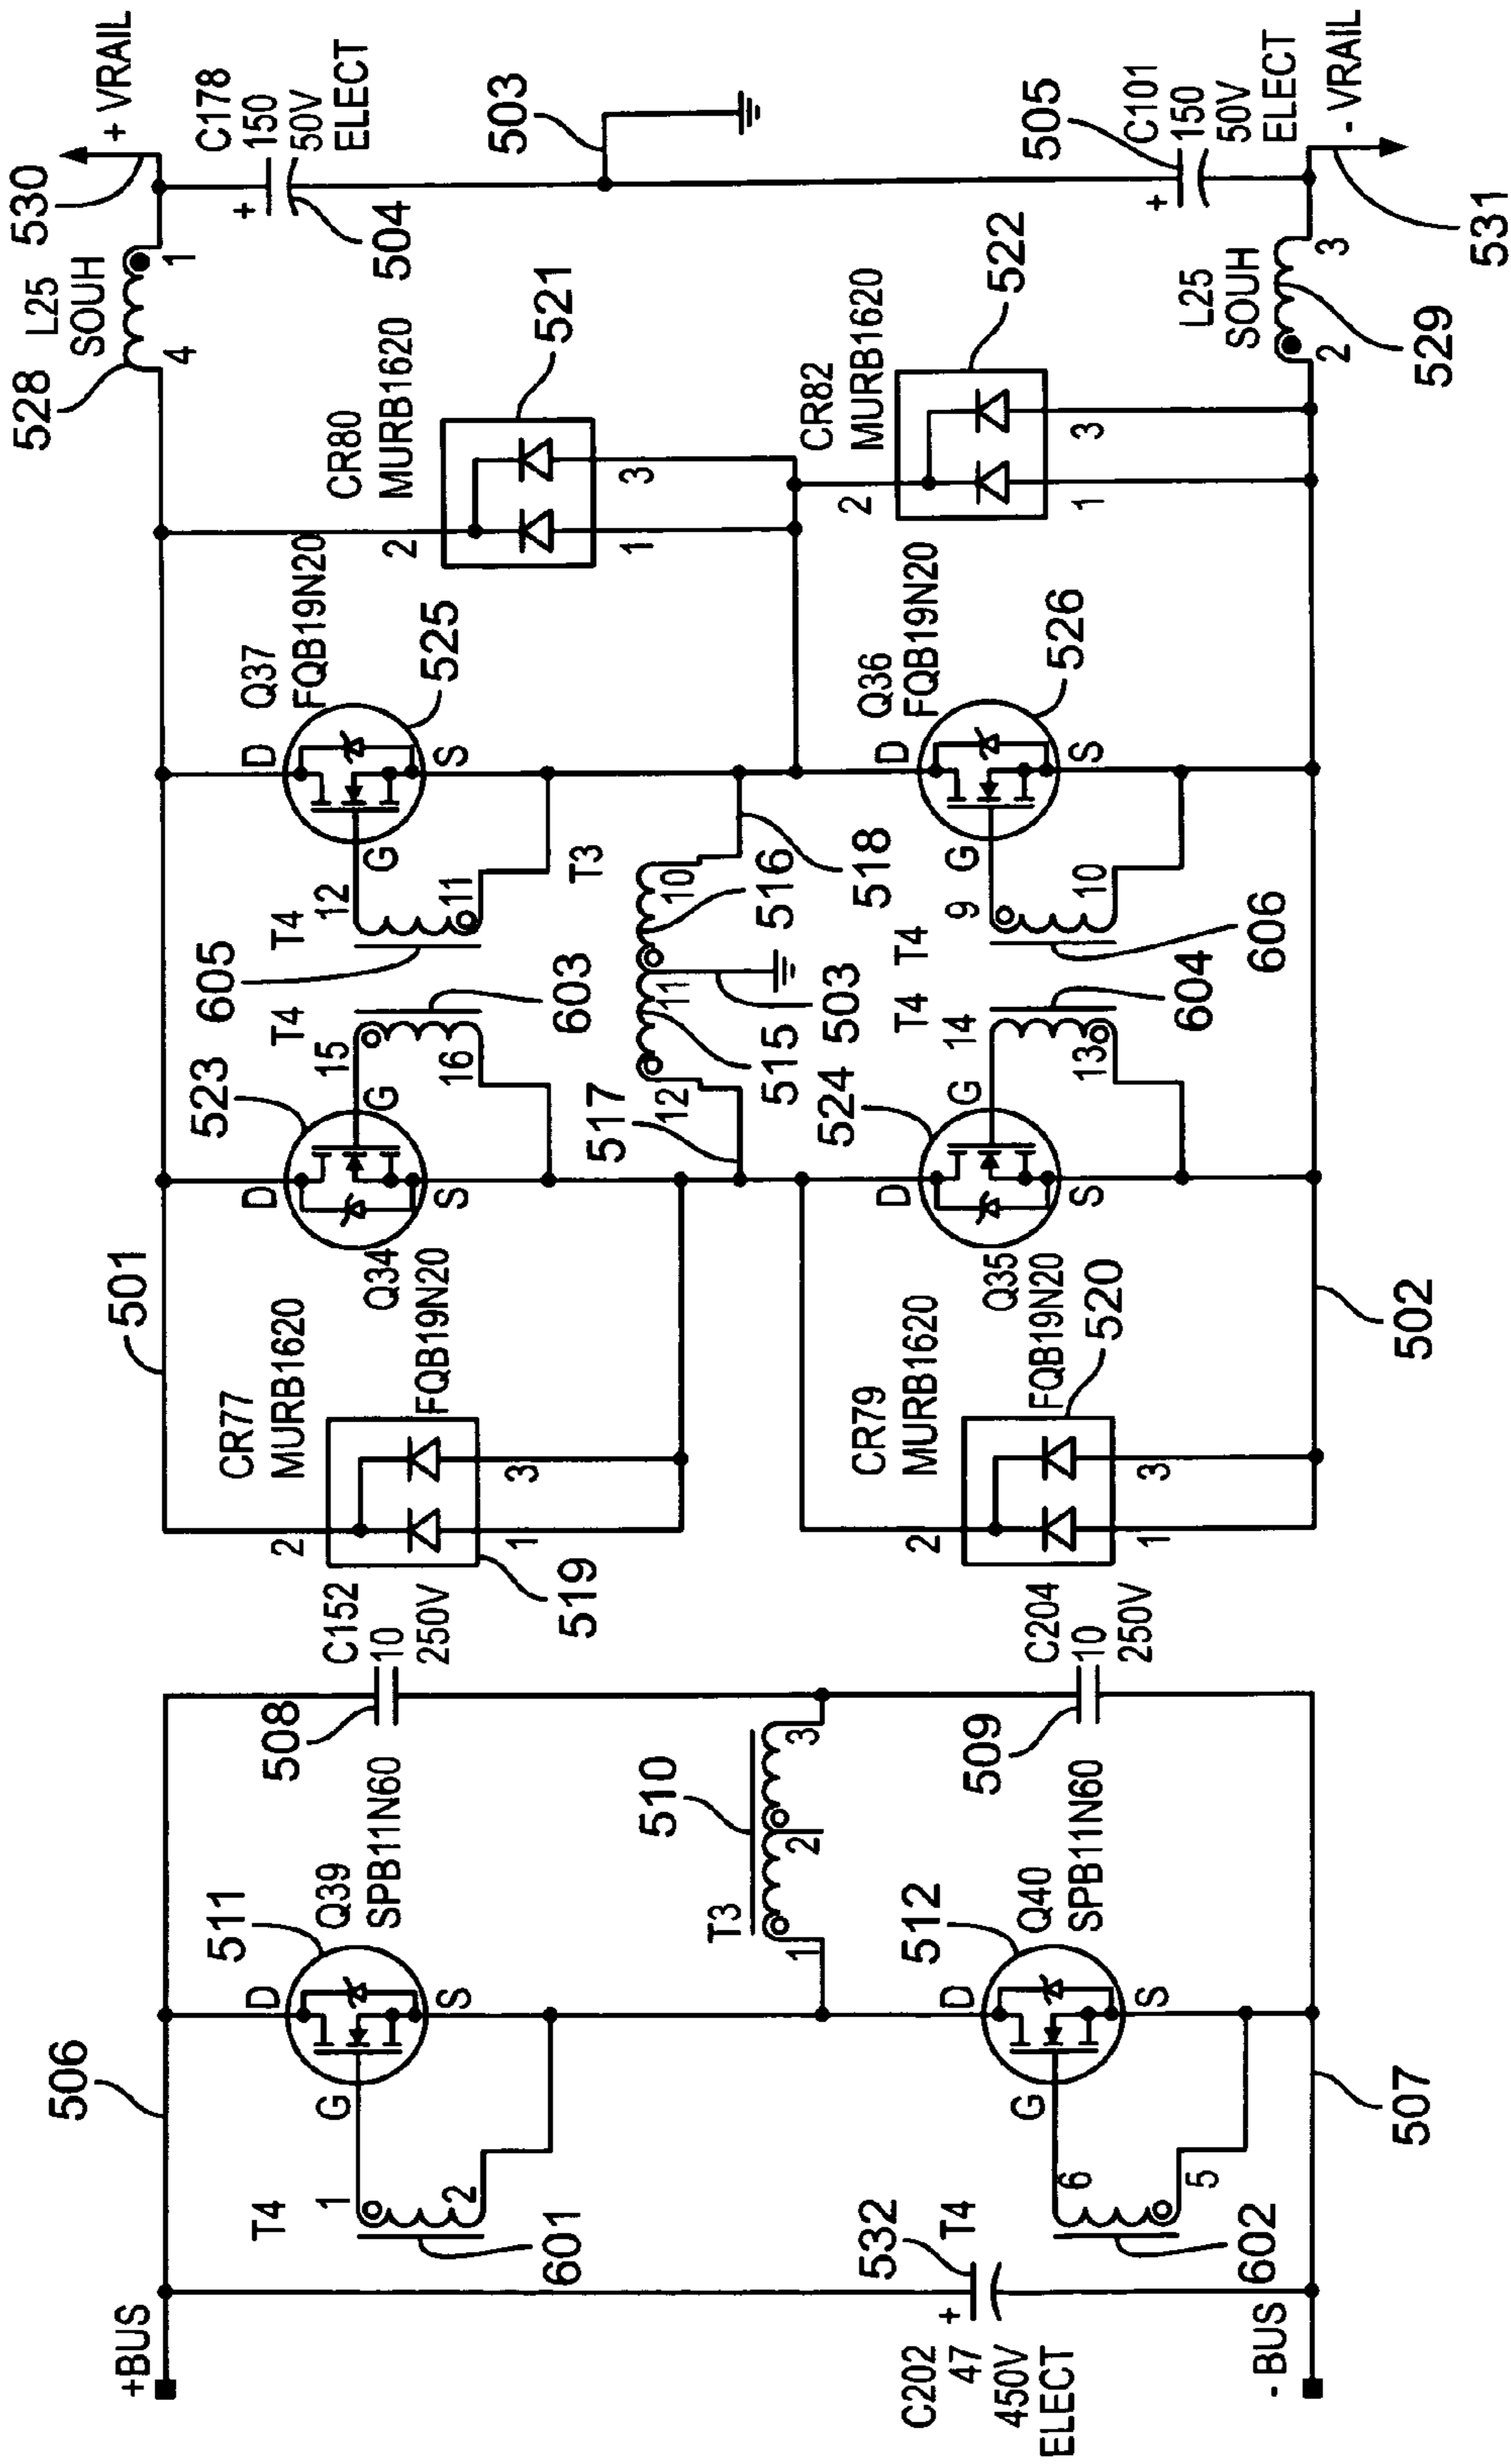 +BUS
-BUS
C202
47
450V
ELECT
+
532
T4
1
2
601
T4
6
5
602
506
507
511
Q39
SPB11N60
D
G
S
512
Q40
SPB11N60
D
G
S
T3
1
2
3
510
508
C152
10
250V
509
C204
10
250V
501
502
CR77
MURB1620
2
1
3
519
CR79
MURB1620
2
1
3
520
523
Q34
FQB19N20
D
G
S
524
Q35
FQB19N20
D
G
S
T4
15
16
603
T4
14
13
604
517
12
515
11
503
516
10
T3
518
605
T4
12
11
T4
9
10
606
Q37
FQB19N20
525
D
G
S
Q36
FQB19N20
526
D
G
S
CR80
MURB1620
521
2
1
3
CR82
MURB1620
522
2
1
3
528
L25
SOUH
4
1
L25
SOUH
2
3
529
530
+ VRAIL
C178
150
50V
ELECT
+
504
503
505
C101
150
50V
ELECT
+
- VRAIL
531